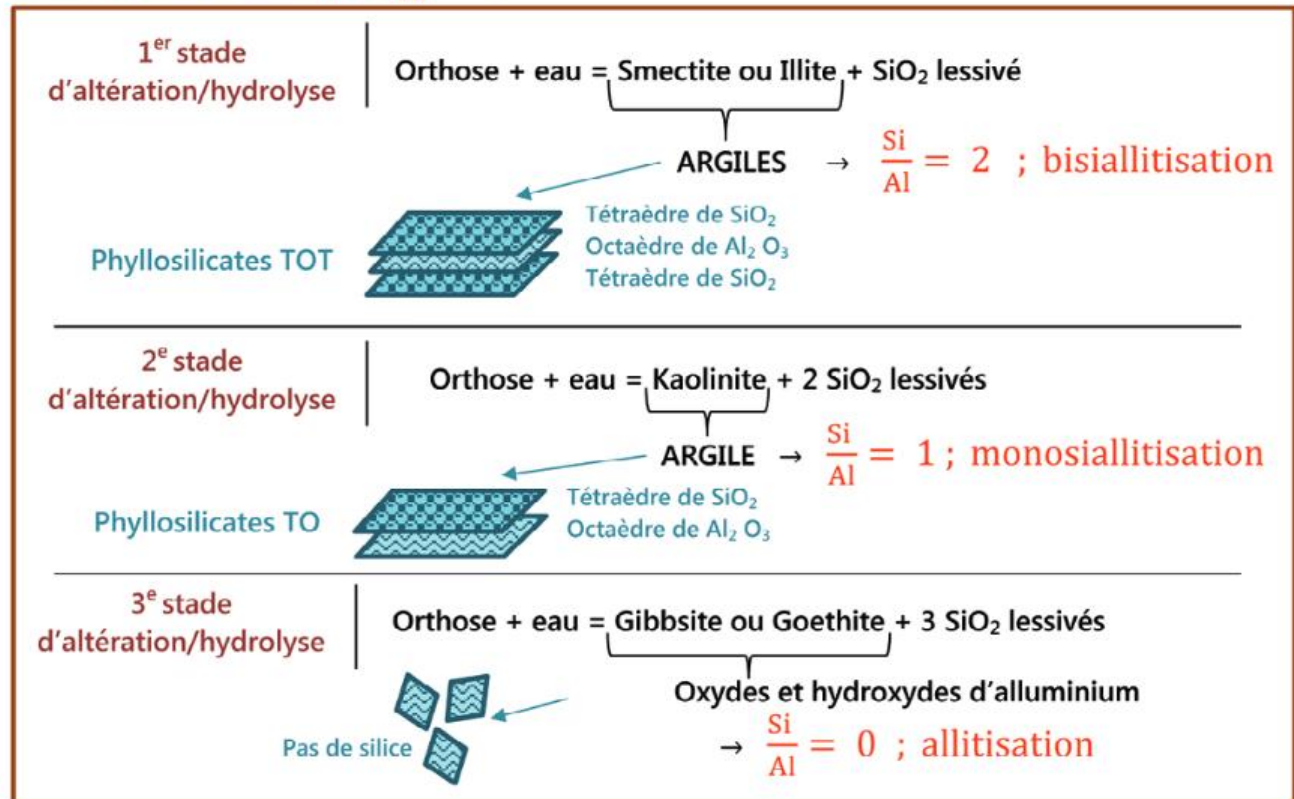 1er stade
d'altération/hydrolyse
Orthose + eau = Smectite ou Illite + SiO₂ lessivé
ARGILES → Si/Al = 2 ; bisiallitisation
Phyllosilicates TOT
Tétraèdre de SiO₂
Octaèdre de Al₂ O₃
Tétraèdre de SiO₂
2e stade
d'altération/hydrolyse
Orthose + eau = Kaolinite + 2 SiO₂ lessivés
ARGILE → Si/Al = 1 ; monosiallitisation
Phyllosilicates TO
Tétraèdre de SiO₂
Octaèdre de Al₂ O₃
3e stade
d'altération/hydrolyse
Orthose + eau = Gibbsite ou Goethite + 3 SiO₂ lessivés
Oxydes et hydroxydes d'alluminium
Pas de silice
→ Si/Al = 0 ; allitisation